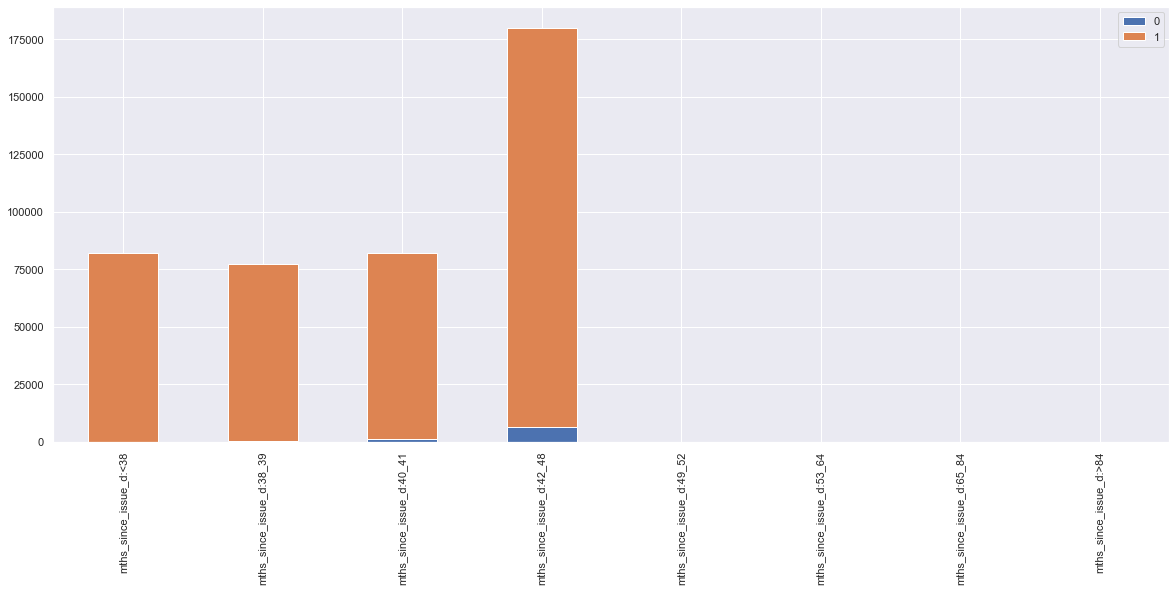 175000
150000
125000
100000
75000
50000
25000
0
0
1
mths_since_issue_d:<38
mths_since_issue_d:38_39
mths_since_issue_d:40_41
mths_since_issue_d:42_48
mths_since_issue_d:49_52
mths_since_issue_d:53_64
mths_since_issue_d:65_84
mths_since_issue_d:>84